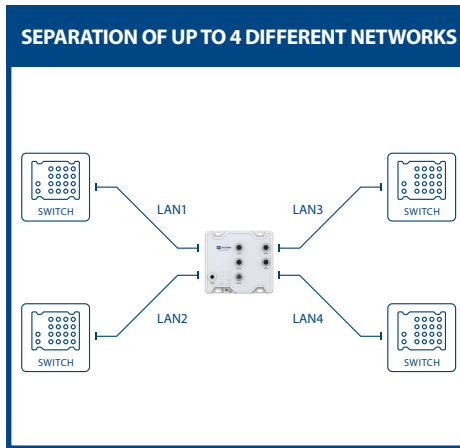 SEPARATION OF UP TO 4 DIFFERENT NETWORKS
SWITCH
LAN1
LAN3
SWITCH
SWITCH
LAN2
LAN4
SWITCH